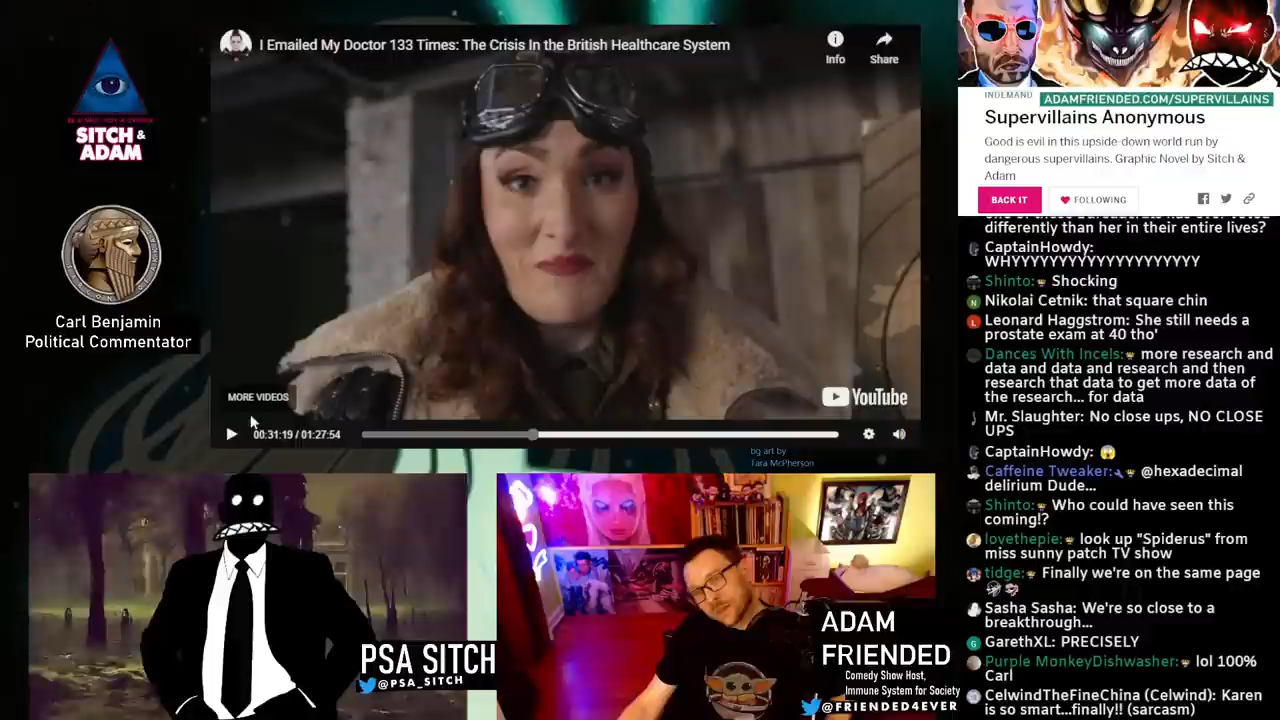 I Emailed My Doctor 133 Times: The Crisis In the British Healthcare System
Info
Share
SITCH &
ADAM
Carl Benjamin
Political Commentator
MORE VIDEOS
YouTube
00:31:19 / 01:27:54
bg art by
Tara McPherson
PSA SITCH
@PSA_SITCH
ADAM
FRIENDED
Comedy Show Host,
Immune System for Society
@FRIENDED4EVER
INDEMAND
ADAMFRIENDED.COM/SUPERVILLAINS
Supervillains Anonymous
Good is evil in this upside-down world run by
dangerous supervillains. Graphic Novel by Sitch &
Adam
BACK IT
FOLLOWING
differently than her in their entire lives?
CaptainHowdy:
WHYYYYYYYYYYYYYYYYYYYY
Shinto: Shocking
Nikolai Cetnik: that square chin
Leonard Haggstrom: She still needs a
prostate exam at 40 tho'
Dances With Incels: more research and
data and data and research and then
research that data to get more data of
the research... for data
Mr. Slaughter: No close ups, NO CLOSE
UPS
CaptainHowdy: 😱
Caffeine Tweaker: @hexadecimal
delirium Dude...
Shinto: Who could have seen this
coming!?
lovethepie: look up "Spiderus" from
miss sunny patch TV show
tidge: Finally we're on the same page
Sasha Sasha: We're so close to a
breakthrough...
GarethXL: PRECISELY
Purple MonkeyDishwasher: lol 100%
Carl
CelwindTheFineChina (Celwind): Karen
is so smart...finally!! (sarcasm)